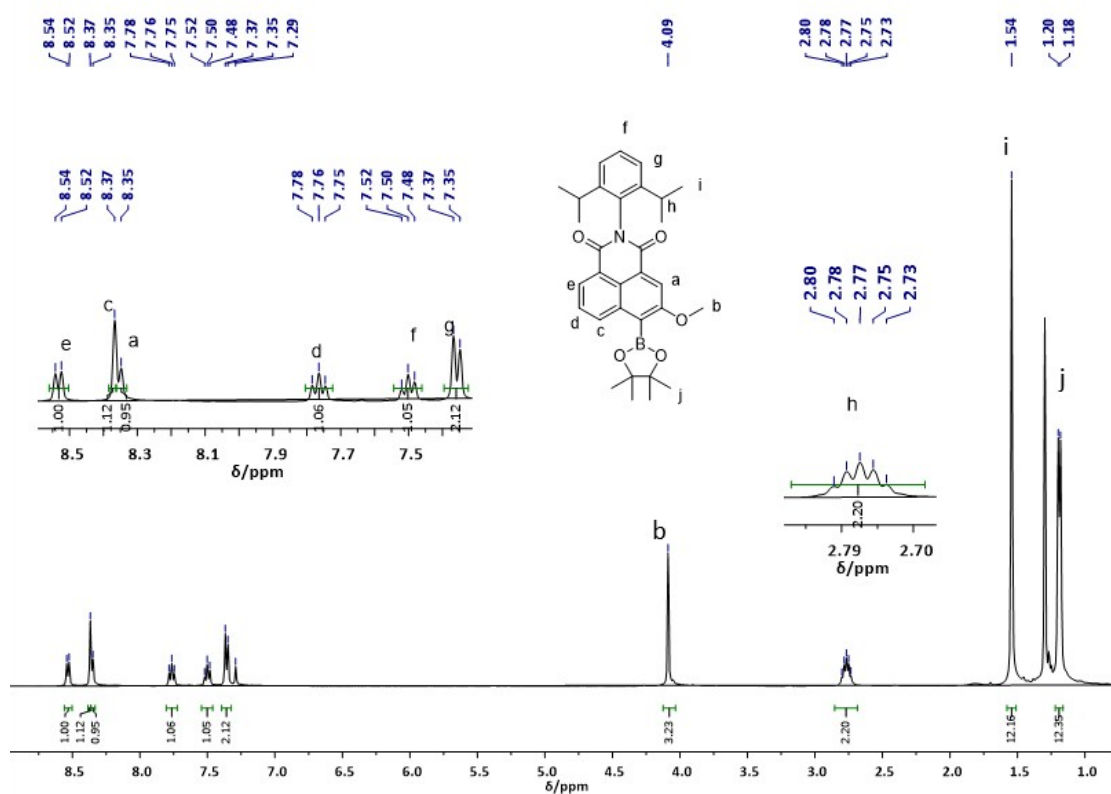 8.54 8.52 8.37 8.35 7.78 7.76 7.75 7.52 7.50 7.48 7.37 7.35 7.29
4.09
2.80 2.78 2.77 2.75 2.73
1.54
1.20 1.18
8.54 8.52 8.37 8.35 7.78 7.76 7.75 7.52 7.50 7.48 7.37 7.35
c
a
e
d
f
g
1.00 1.12 0.95 1.06 1.05 2.12
8.5 8.3 8.1 7.9 7.7 7.5
δ/ppm
f
g
i
h
O N O
e
a
d
c
O
b
B
O O
j
2.80 2.78 2.77 2.75 2.73
h
2.20
2.79 2.70
δ/ppm
b
i
j
1.00 1.12 0.95 1.06 1.05 2.12 3.23 2.20 12.16 12.35
8.5 8.0 7.5 7.0 6.5 6.0 5.5 5.0 4.5 4.0 3.5 3.0 2.5 2.0 1.5 1.0
δ/ppm